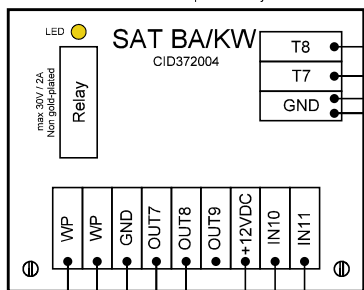 LED
SAT BA/KW
CID372004
max 30V / 2A
Non gold-plated
Relay
T8
T7
GND
WP
WP
GND
OUT7
OUT8
OUT9
+12VDC
IN10
IN11